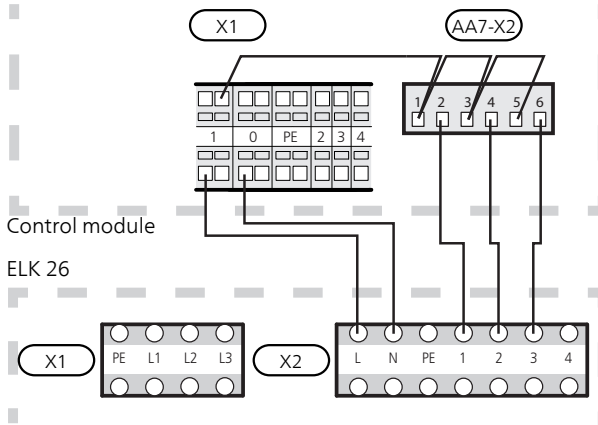 X1 AA7-X2
1 2 3 4 5 6
1 0 PE 2 3 4
Control module
ELK 26
X1 PE L1 L2 L3 X2 L N PE 1 2 3 4